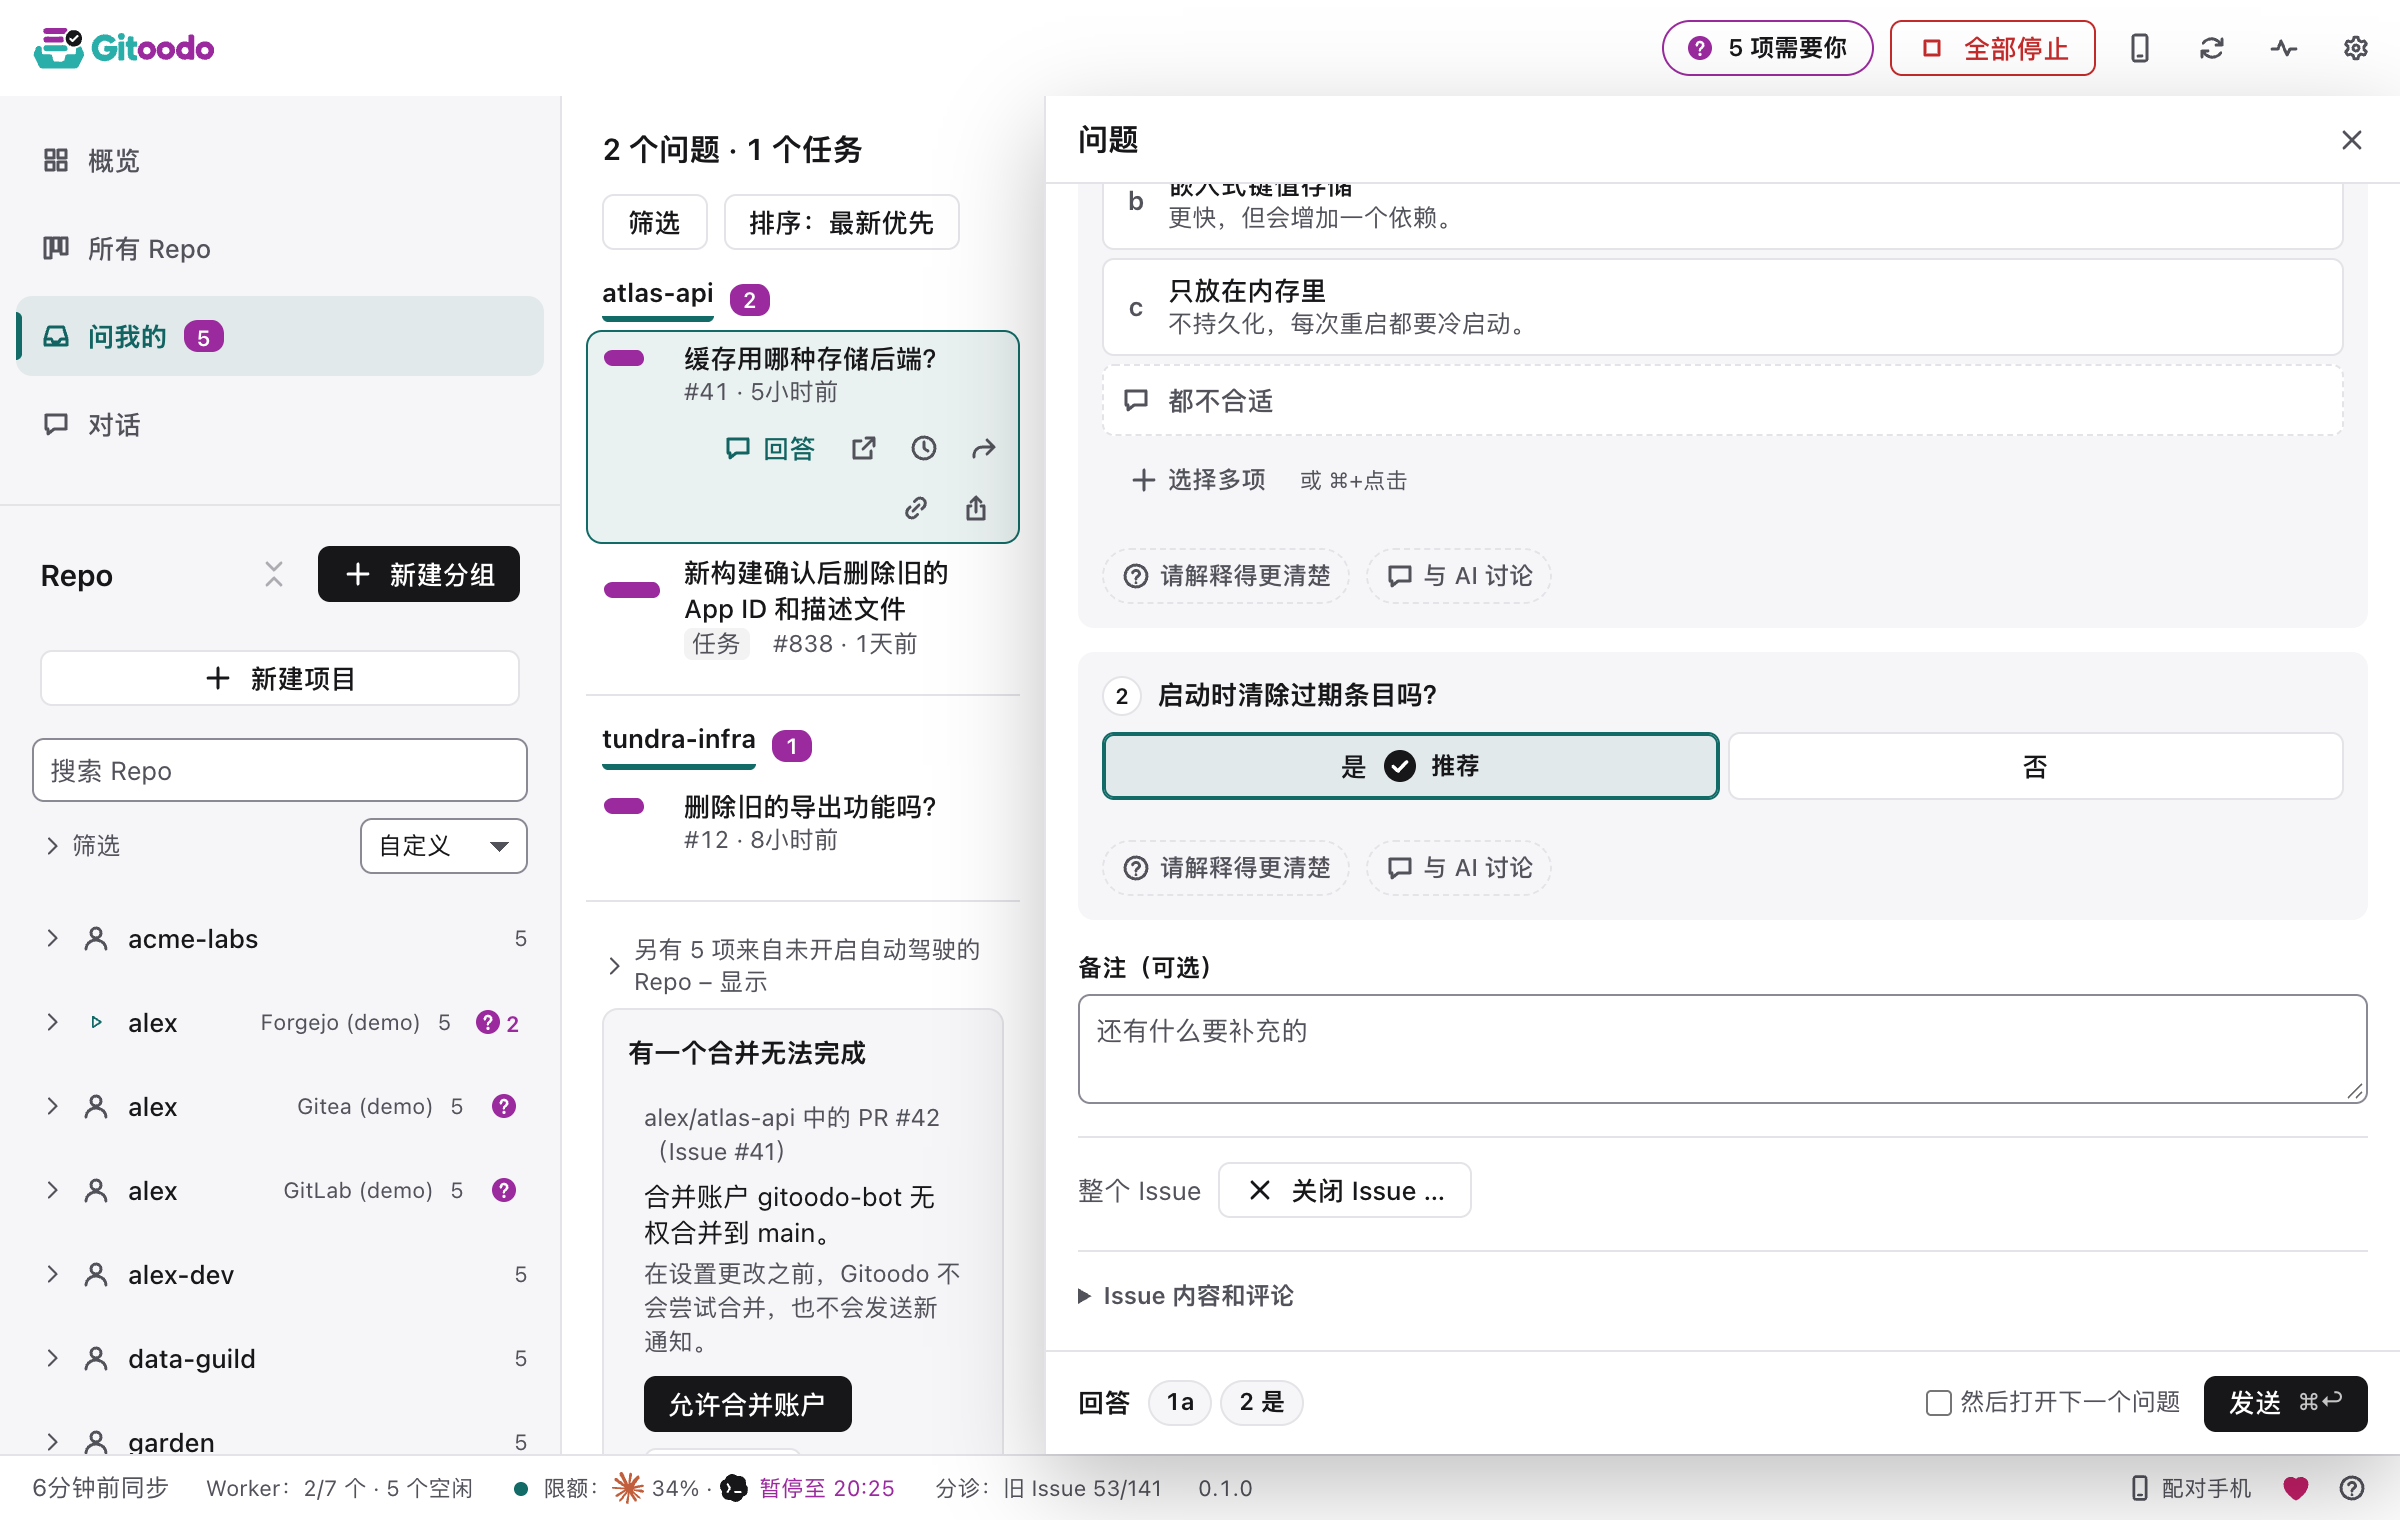 Gitoodo
5 项需要你
全部停止
概览
所有 Repo
问我的 5
对话
Repo
新建分组
新建项目
搜索 Repo
筛选
自定义
acme-labs 5
alex Forgejo (demo) 5 2
alex Gitea (demo) 5
alex GitLab (demo) 5
alex-dev 5
data-guild 5
garden 5
2 个问题 · 1 个任务
筛选
排序：最新优先
atlas-api 2
缓存用哪种存储后端？
#41 · 5小时前
回答
新构建确认后删除旧的
App ID 和描述文件
任务 #838 · 1天前
tundra-infra 1
删除旧的导出功能吗？
#12 · 8小时前
另有 5 项来自未开启自动驾驶的
Repo – 显示
有一个合并无法完成
alex/atlas-api 中的 PR #42
（Issue #41）
合并账户 gitoodo-bot 无
权合并到 main。
在设置更改之前，Gitoodo 不
会尝试合并，也不会发送新
通知。
允许合并账户
问题
b 嵌入式键值存储
更快，但会增加一个依赖。
c 只放在内存里
不持久化，每次重启都要冷启动。
都不合适
选择多项 或 ⌘+点击
请解释得更清楚
与 AI 讨论
2 启动时清除过期条目吗？
是 推荐
否
请解释得更清楚
与 AI 讨论
备注（可选）
还有什么要补充的
整个 Issue
关闭 Issue ...
Issue 内容和评论
回答 1a 2 是
然后打开下一个问题
发送 ⌘↩
6分钟前同步
Worker：2/7 个 · 5 个空闲
限额： 34% · 暂停至 20:25
分诊：旧 Issue 53/141
0.1.0
配对手机